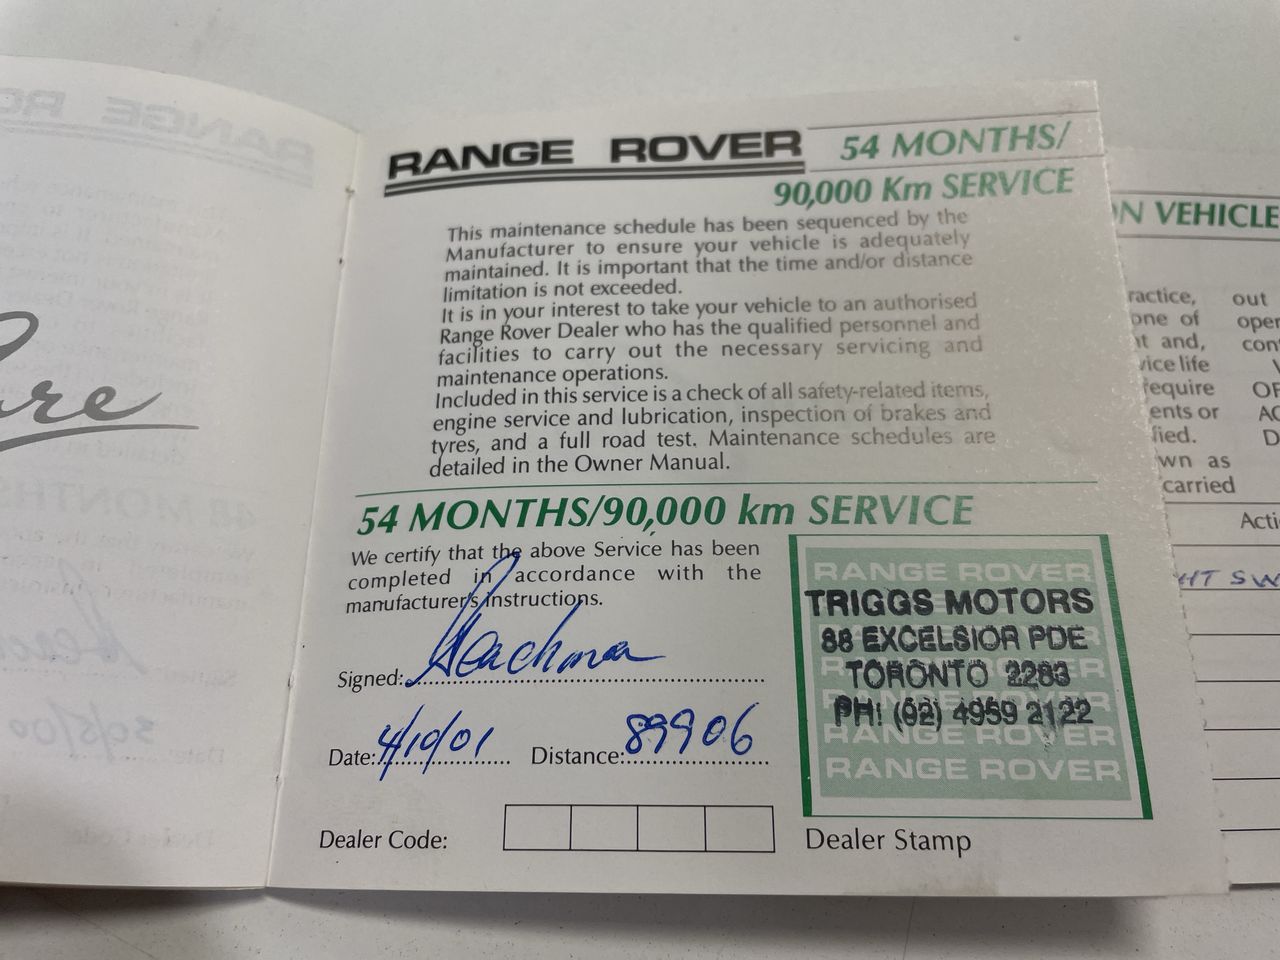 RANGE ROVER
54 MONTHS/
90,000 Km SERVICE
This maintenance schedule has been sequenced by the
Manufacturer to ensure your vehicle is adequately
maintained. It is important that the time and/or distance
limitation is not exceeded.
It is in your interest to take your vehicle to an authorised
Range Rover Dealer who has the qualified personnel and
facilities to carry out the necessary servicing and
maintenance operations.
Included in this service is a check of all safety-related items,
engine service and lubrication, inspection of brakes and
tyres, and a full road test. Maintenance schedules are
detailed in the Owner Manual.
54 MONTHS/90,000 km SERVICE
We certify that the above Service has been
completed in accordance with the
manufacturer's instructions.
Signed:
Date: 4/10/01 Distance: 89906
Dealer Code:
RANGE ROVER
TRIGGS MOTORS
88 EXCELSIOR PDE
TORONTO 2283
PH: (02) 4959 2122
RANGE ROVER
RANGE ROVER
Dealer Stamp
N VEHICLE
ractice, out
one of
t and,
vice life
require
ents or
fied.
wn as
carried
Acti
HT SW